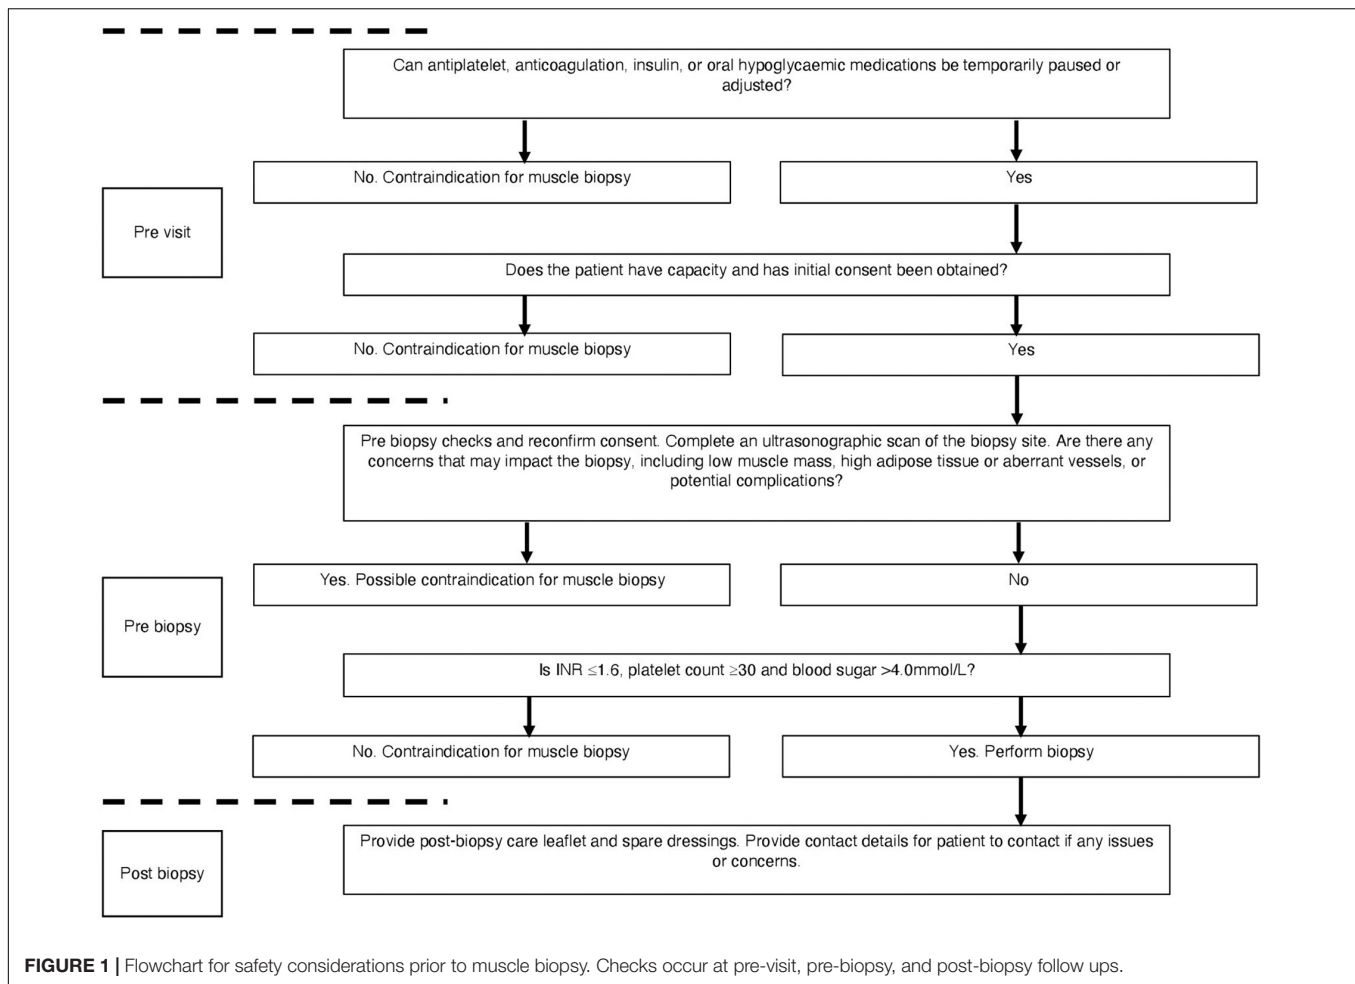 Can antiplatelet, anticoagulation, insulin, or oral hypoglycaemic medications be temporarily paused or
adjusted?
No. Contraindication for muscle biopsy
Yes
Pre visit
Does the patient have capacity and has initial consent been obtained?
No. Contraindication for muscle biopsy
Yes
Pre biopsy checks and reconfirm consent. Complete an ultrasonographic scan of the biopsy site. Are there any
concerns that may impact the biopsy, including low muscle mass, high adipose tissue or aberrant vessels, or
potential complications?
Yes. Possible contraindication for muscle biopsy
No
Pre biopsy
Is INR ≤1.6, platelet count ≥30 and blood sugar >4.0mmol/L?
No. Contraindication for muscle biopsy
Yes. Perform biopsy
Provide post-biopsy care leaflet and spare dressings. Provide contact details for patient to contact if any issues
or concerns.
Post biopsy
FIGURE 1 | Flowchart for safety considerations prior to muscle biopsy. Checks occur at pre-visit, pre-biopsy, and post-biopsy follow ups.